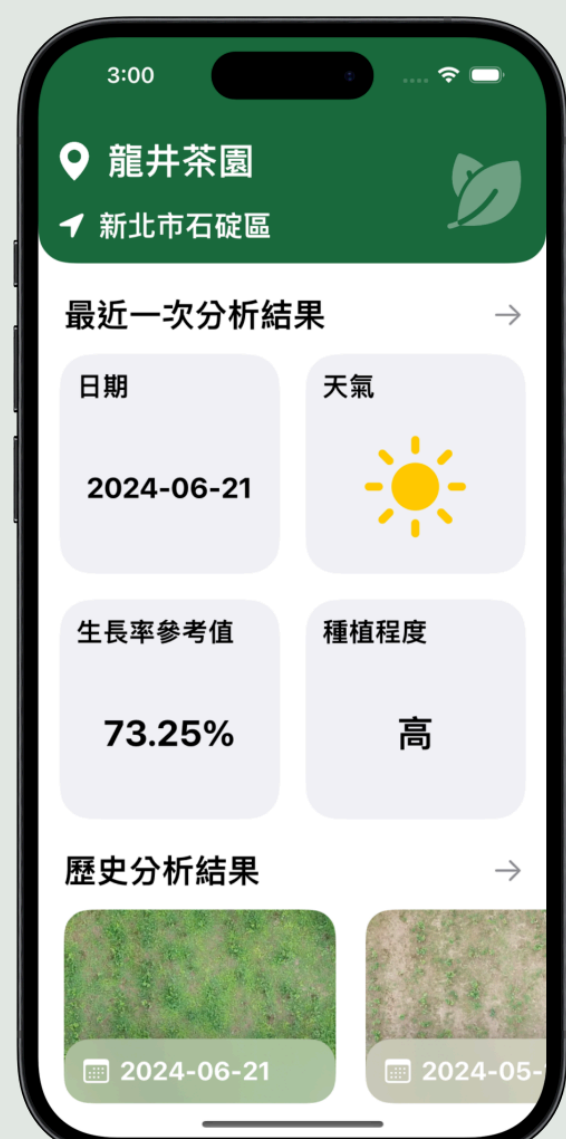 3:00
龍井茶園
新北市石碇區
最近一次分析結果
日期
天氣
2024-06-21
生長率參考值
種植程度
73.25%
高
歷史分析結果
2024-06-21
2024-05-